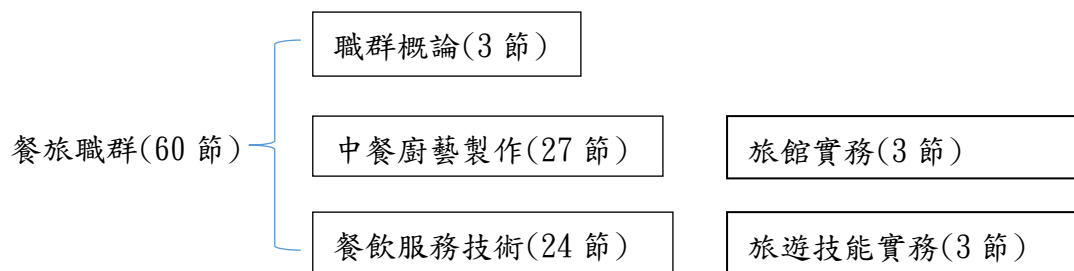 職群概論(3 節)
餐旅職群(60 節)
中餐廚藝製作(27 節)
旅館實務(3 節)
餐飲服務技術(24 節)
旅遊技能實務(3 節)